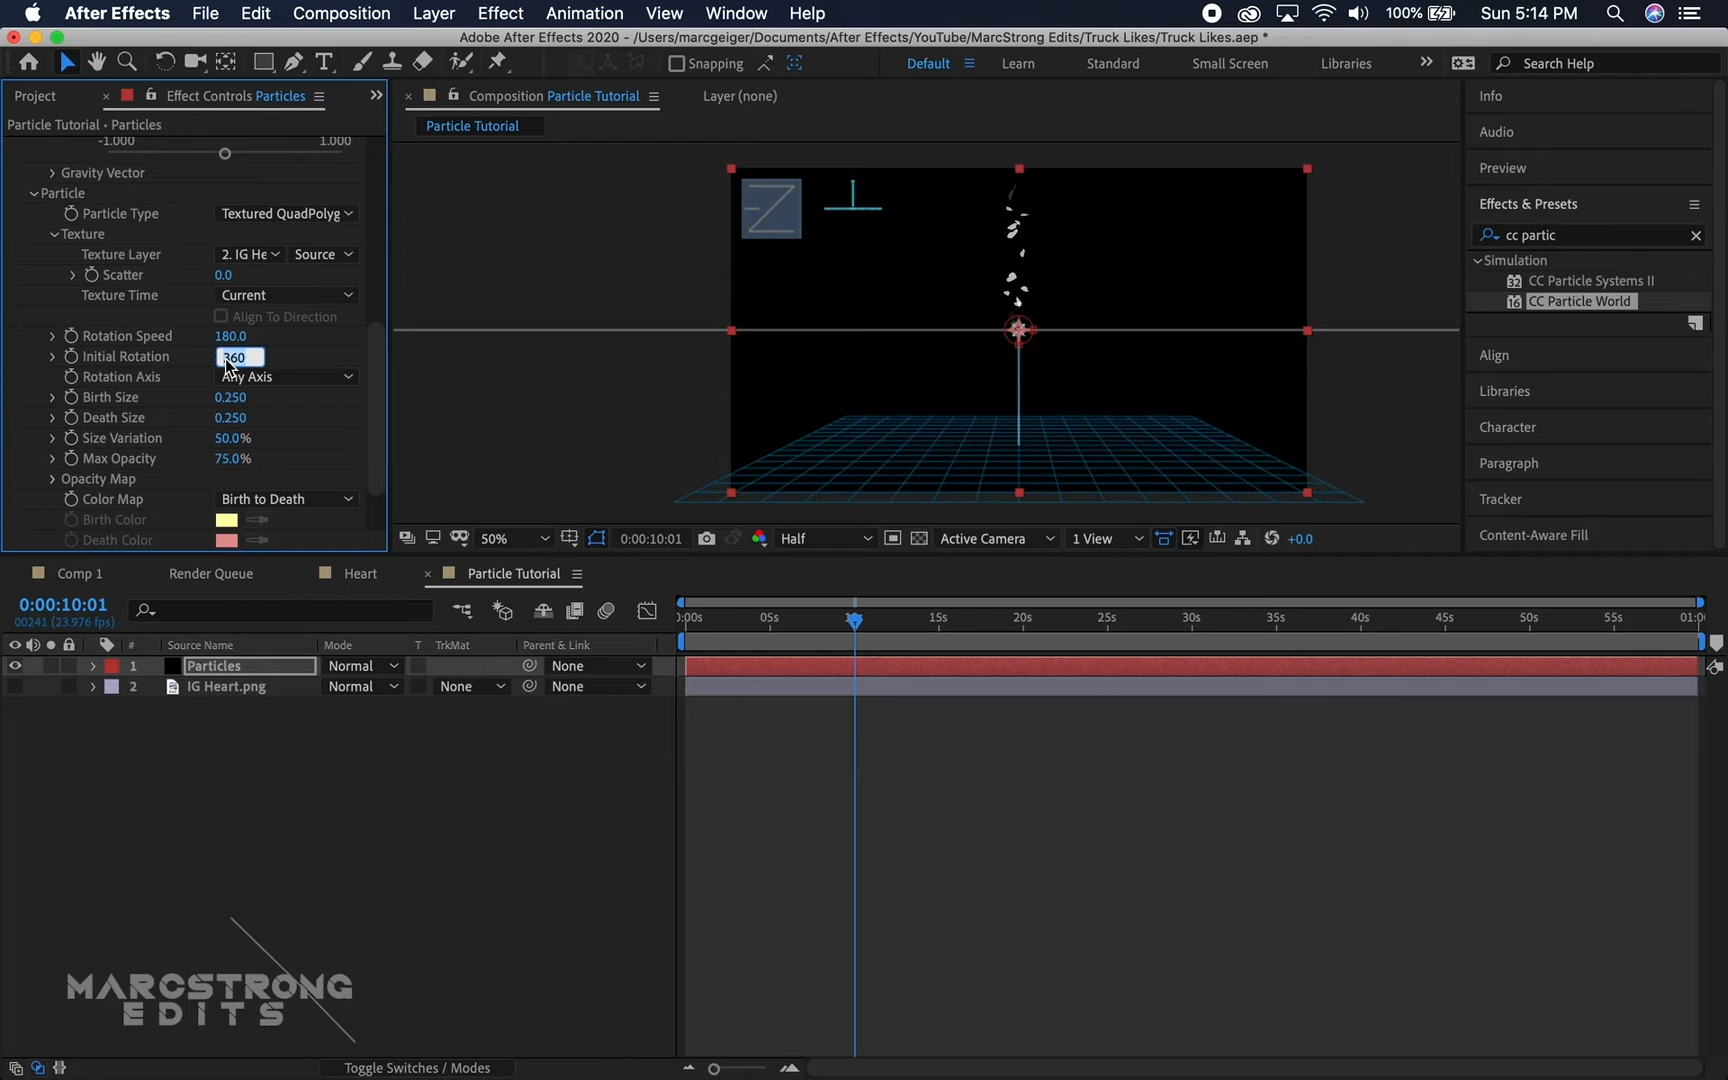 After Effects File Edit Composition Layer Effect Animation View Window Help 100% Sun 5:14 PM
Adobe After Effects 2020 - /Users/marcgeiger/Documents/After Effects/YouTube/MarcStrong Edits/Truck Likes/Truck Likes.aep *
Snapping Default Learn Standard Small Screen Libraries Search Help
Project Effect Controls Particles Composition Particle Tutorial Layer (none) Info
Particle Tutorial • Particles Particle Tutorial
Audio
-1.000 1.000
Preview
Gravity Vector
Particle
Effects & Presets
Particle Type Textured QuadPolyg
Texture
cc partic
Texture Layer 2. IG He Source
Simulation
Scatter 0.0
CC Particle Systems II
Texture Time Current
CC Particle World
Align To Direction
Rotation Speed 180.0
Initial Rotation 360
Align
Rotation Axis Any Axis
Libraries
Birth Size 0.250
Death Size 0.250
Character
Size Variation 50.0%
Max Opacity 75.0%
Paragraph
Opacity Map
Color Map Birth to Death
Tracker
Birth Color
Death Color
50% 0:00:10:01 Half Active Camera 1 View +0.0
Content-Aware Fill
Comp 1 Render Queue Heart Particle Tutorial
0:00:10:01
00241 (23.976 fps)
:00s 05s 15s 20s 25s 30s 35s 40s 45s 50s 55s 01:0
# Source Name Mode T TrkMat Parent & Link
1 Particles Normal None
2 IG Heart.png Normal None None
MARCSTRONG
EDITS
Toggle Switches / Modes